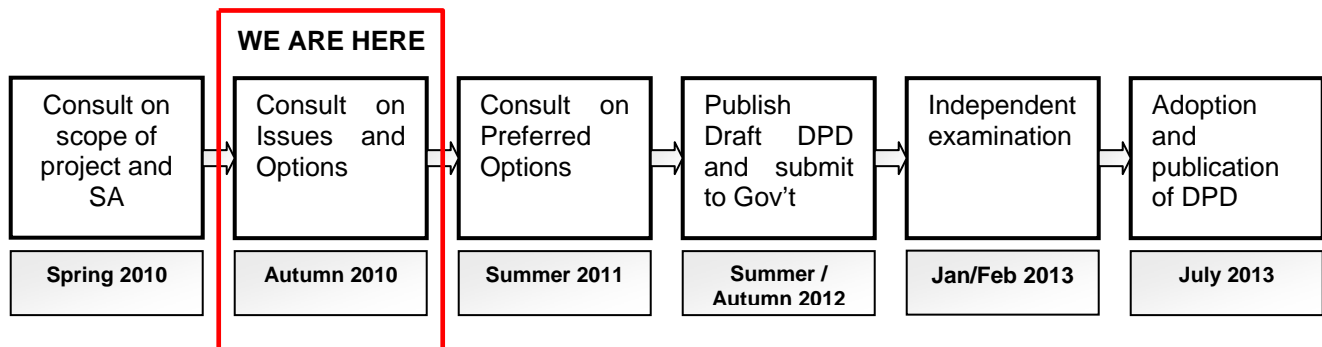 WE ARE HERE
Consult on
scope of
project and
SA
Consult on
Issues and
Options
Consult on
Preferred
Options
Publish
Draft DPD
and submit
to Gov't
Independent
examination
Adoption
and
publication
of DPD
Spring 2010
Autumn 2010
Summer 2011
Summer /
Autumn 2012
Jan/Feb 2013
July 2013